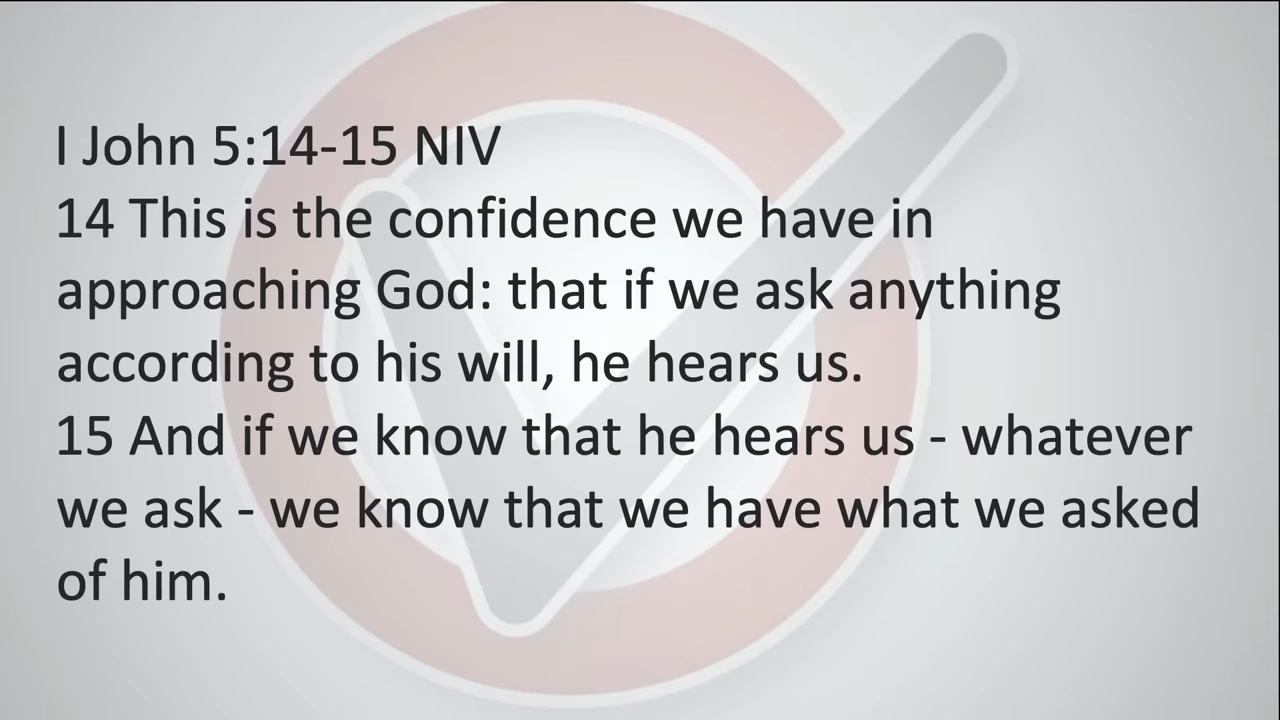 I John 5:14-15 NIV
14 This is the confidence we have in
approaching God: that if we ask anything
according to his will, he hears us.
15 And if we know that he hears us - whatever
we ask - we know that we have what we asked
of him.